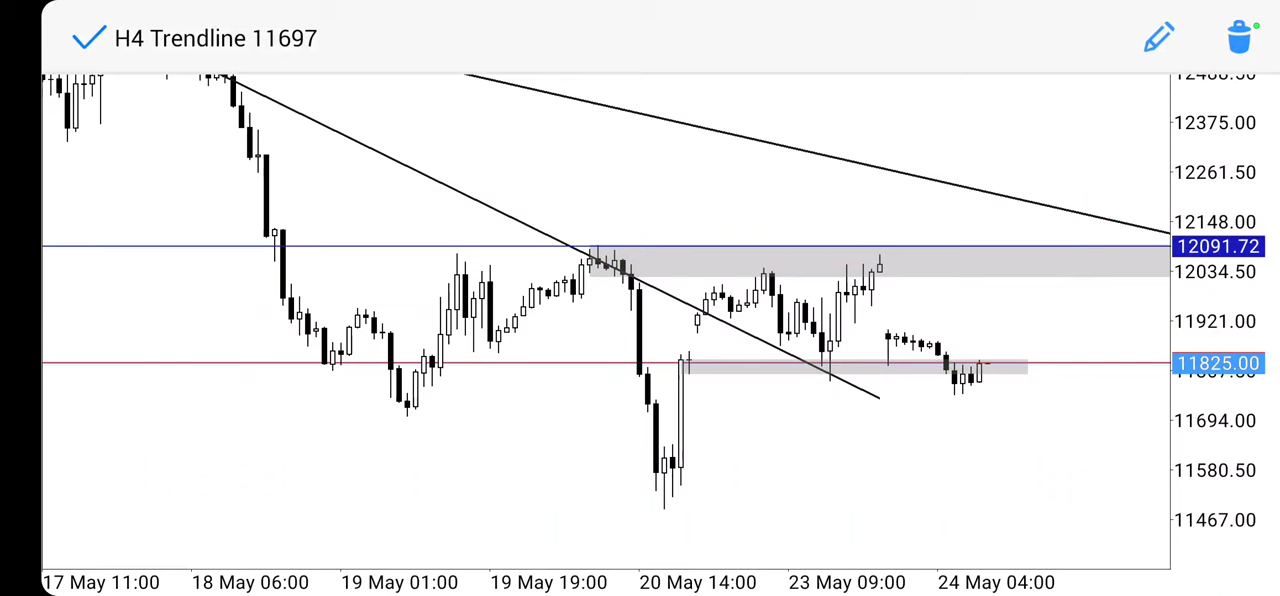 H4 Trendline 11697
12375.00
12261.50
12148.00
12091.72
12034.50
11921.00
11825.00
11694.00
11580.50
11467.00
17 May 11:00
18 May 06:00
19 May 01:00
19 May 19:00
20 May 14:00
23 May 09:00
24 May 04:00